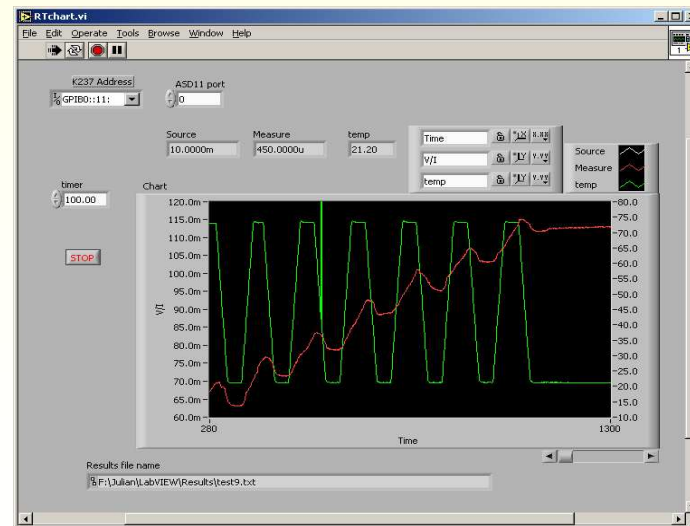 RTchart.vi
File Edit Operate Tools Browse Window Help
K237 Address
ASD11 port
GPIB0::11:
0
Source Measure temp
10.0000m 450.0000u 21.20
Time
V/I
temp
Source
Measure
temp
timer
100.00
STOP
Chart
120.0m
115.0m
110.0m
105.0m
100.0m
95.0m
90.0m
85.0m
80.0m
75.0m
70.0m
65.0m
60.0m
V/I
80.0
75.0
70.0
65.0
60.0
55.0
50.0
45.0
40.0
35.0
30.0
25.0
20.0
15.0
10.0
280 1300
Time
Results file name
F:\Julian\LabVIEW\Results\test9.txt